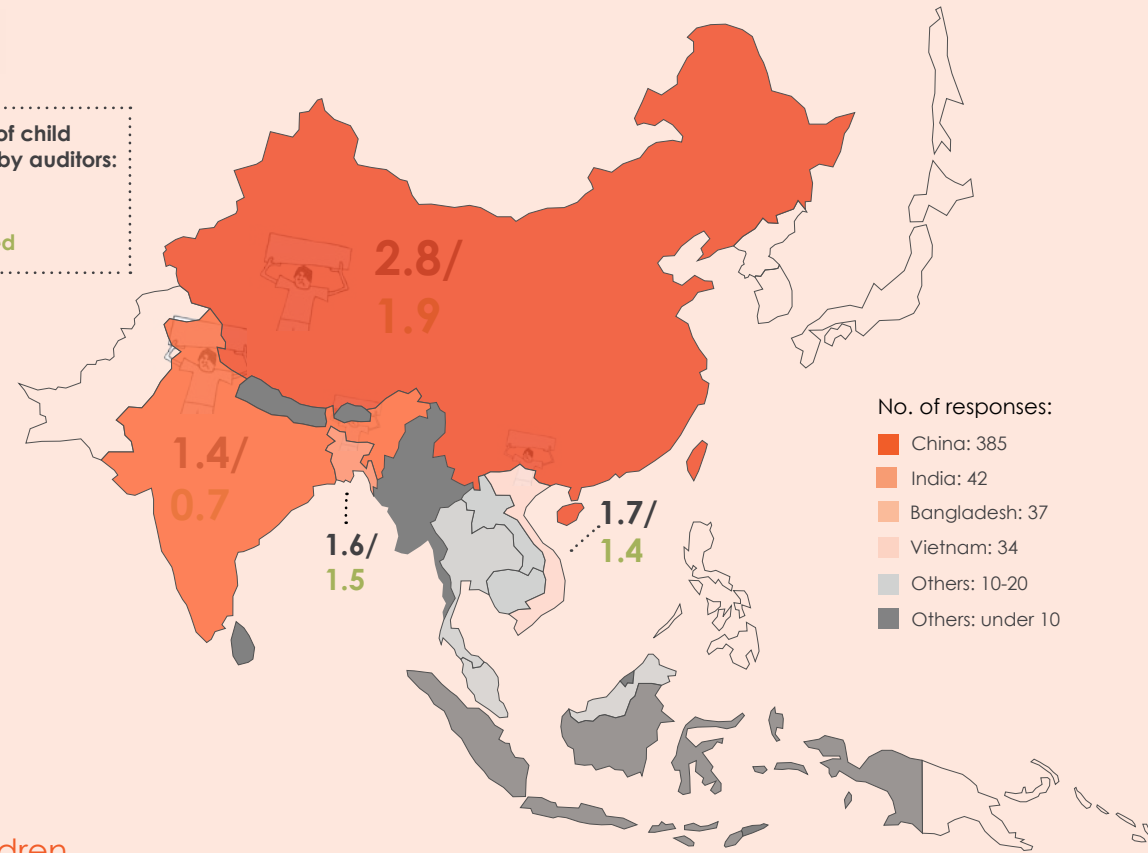 of child
by auditors:
d
2.8/
1.9
1.4/
0.7
1.6/
1.5
1.7/
1.4
No. of responses:
China: 385
India: 42
Bangladesh: 37
Vietnam: 34
Others: 10-20
Others: under 10
dren